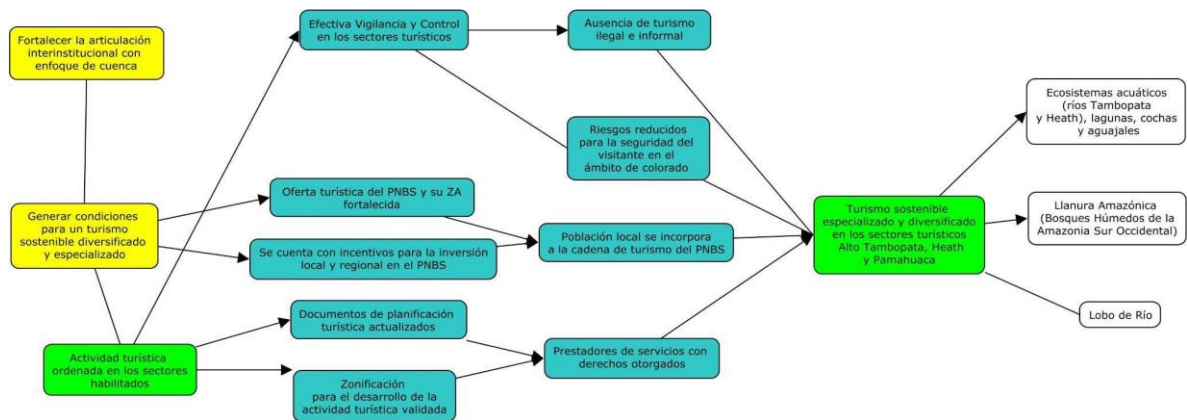 Fortalecer la articulación
interinstitucional con
enfoque de cuenca
Generar condiciones
para un turismo
sostenible diversificado
y especializado
Actividad turística
ordenada en los sectores
habilitados
Efectiva Vigilancia y Control
en los sectores turísticos
Oferta turística del PNBS y su ZA
fortalecida
Se cuenta con incentivos para la inversión
local y regional en el PNBS
Documentos de planificación
turística actualizados
Zonificación
para el desarrollo de la
actividad turística validada
Ausencia de turismo
ilegal e informal
Riesgos reducidos
para la seguridad del
visitante en el
ámbito de colorado
Población local se incorpora
a la cadena de turismo del PNBS
Prestadores de servicios con
derechos otorgados
Turismo sostenible
especializado y diversificado
en los sectores turísticos
Alto Tambopata, Heath
y Pamahuaca
Ecosistemas acuáticos
(ríos Tambopata
y Heath), lagunas, cochas
y aguajales
Llanura Amazónica
(Bosques Húmedos de la
Amazonia Sur Occidental)
Lobo de Río